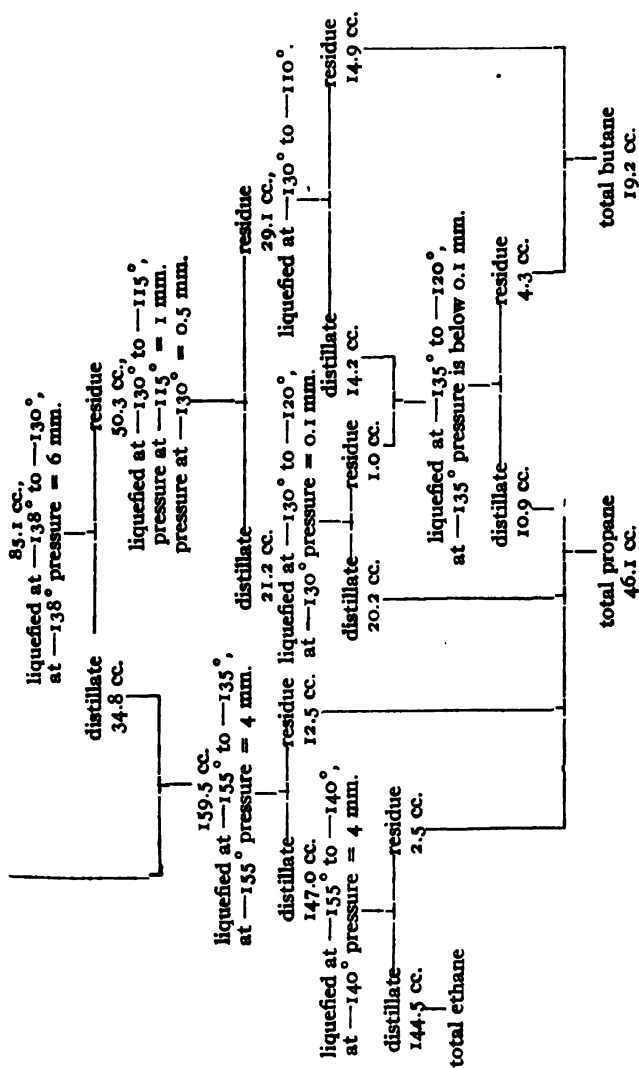 85.1 cc.,
liquefied at —138° to —130°,
at —138° pressure = 6 mm.
distillate
34.8 cc.
residue
50.3 cc.,
liquefied at —130° to —115°,
pressure at —115° = 1 mm.
pressure at —130° = 0.5 mm.
159.5 cc.
liquefied at —155° to —135°,
at —155° pressure = 4 mm.
distillate
21.2 cc.
residue
29.1 cc.,
liquefied at —130° to —120°,
at —130° pressure = 0.1 mm.
liquefied at —130° to —110°.
distillate
147.0 cc.
residue
12.5 cc.
distillate
20.2 cc.
residue
1.0 cc.
distillate
14.2 cc.
residue
14.9 cc.
liquefied at —155° to —140°,
at —140° pressure = 4 mm.
liquefied at —135° to —120°,
at —135° pressure is below 0.1 mm.
distillate
144.5 cc.
residue
2.5 cc.
distillate
10.9 cc.
residue
4.3 cc.
total ethane
total propane
46.1 cc.
total butane
19.2 cc.